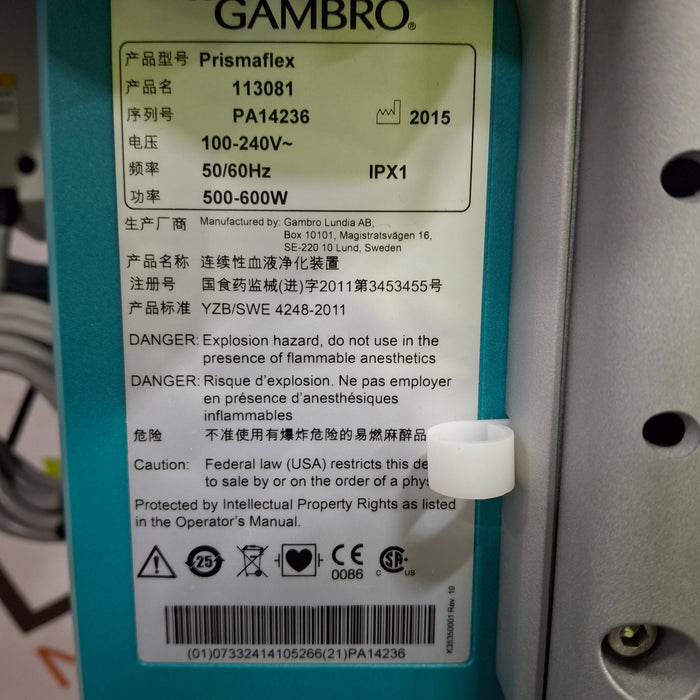 GAMBRO®
产品型号 Prismaflex
产品名 113081
序列号 PA14236 2015
电压 100-240V~
频率 50/60Hz IPX1
功率 500-600W
生产厂商 Manufactured by: Gambro Lundia AB,
Box 10101, Magistratsvägen 16,
SE-220 10 Lund, Sweden
产品名称 连续性血液净化装置
注册号 国食药监械(进)字2011第3453455号
产品标准 YZB/SWE 4248-2011
DANGER: Explosion hazard, do not use in the
presence of flammable anesthetics
DANGER: Risque d'explosion. Ne pas employer
en présence d'anesthésiques
inflammables
危险 不准使用有爆炸危险的易燃麻醉品
Caution: Federal law (USA) restricts this de
to sale by or on the order of a phys
Protected by Intellectual Property Rights as listed
in the Operator's Manual.
25 CE 0086 C SA US
K35350001 Rev. 10
(01)07332414105266(21)PA14236